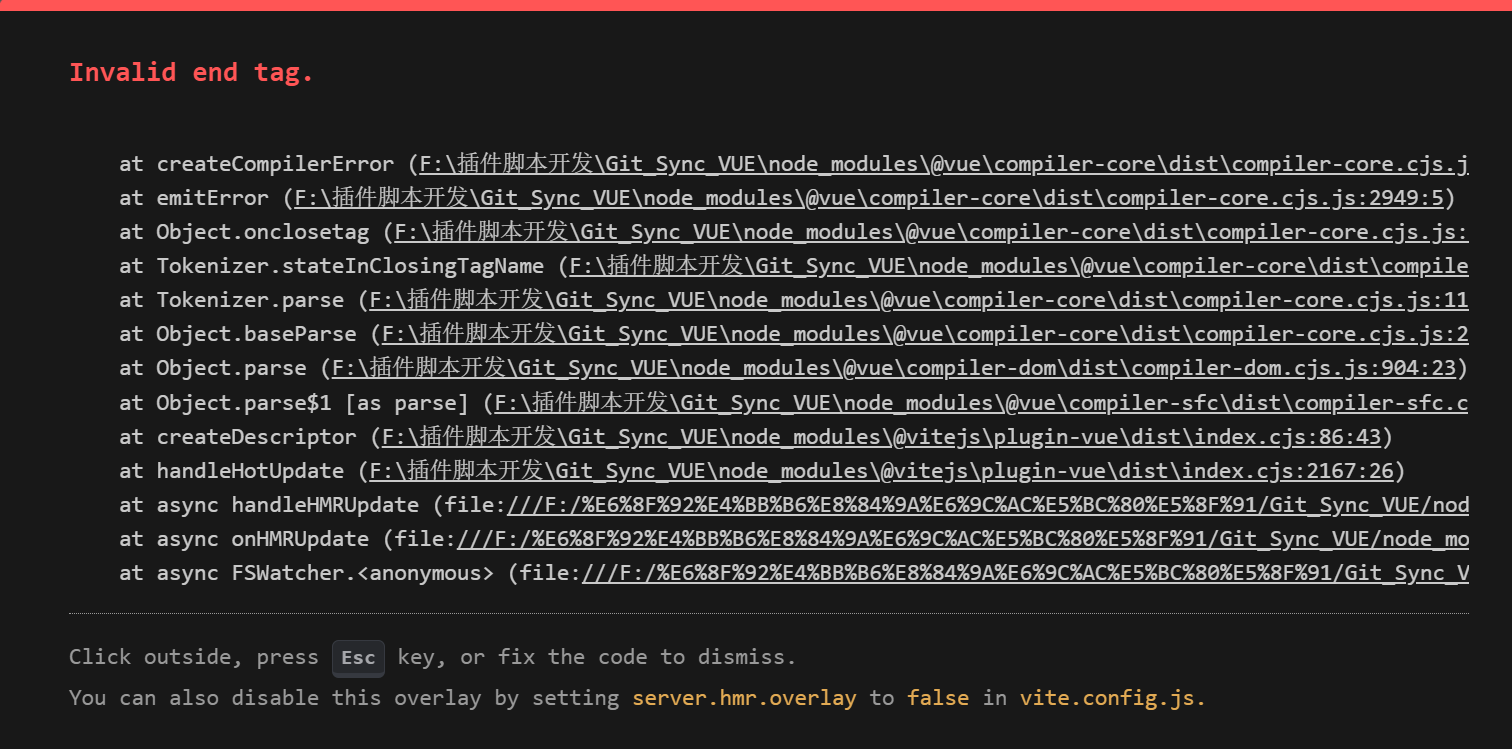 Invalid end tag.
at createCompilerError (F:\插件脚本开发\Git_Sync_VUE\node_modules\@vue\compiler-core\dist\compiler-core.cjs.j
at emitError (F:\插件脚本开发\Git_Sync_VUE\node_modules\@vue\compiler-core\dist\compiler-core.cjs.js:2949:5)
at Object.onclosetag (F:\插件脚本开发\Git_Sync_VUE\node_modules\@vue\compiler-core\dist\compiler-core.cjs.js:
at Tokenizer.stateInClosingTagName (F:\插件脚本开发\Git_Sync_VUE\node_modules\@vue\compiler-core\dist\compile
at Tokenizer.parse (F:\插件脚本开发\Git_Sync_VUE\node_modules\@vue\compiler-core\dist\compiler-core.cjs.js:11
at Object.baseParse (F:\插件脚本开发\Git_Sync_VUE\node_modules\@vue\compiler-core\dist\compiler-core.cjs.js:2
at Object.parse (F:\插件脚本开发\Git_Sync_VUE\node_modules\@vue\compiler-dom\dist\compiler-dom.cjs.js:904:23)
at Object.parse$1 [as parse] (F:\插件脚本开发\Git_Sync_VUE\node_modules\@vue\compiler-sfc\dist\compiler-sfc.c
at createDescriptor (F:\插件脚本开发\Git_Sync_VUE\node_modules\@vitejs\plugin-vue\dist\index.cjs:86:43)
at handleHotUpdate (F:\插件脚本开发\Git_Sync_VUE\node_modules\@vitejs\plugin-vue\dist\index.cjs:2167:26)
at async handleHMRUpdate (file:///F:/%E6%8F%92%E4%BB%B6%E8%84%9A%E6%9C%AC%E5%BC%80%E5%8F%91/Git_Sync_VUE/nod
at async onHMRUpdate (file:///F:/%E6%8F%92%E4%BB%B6%E8%84%9A%E6%9C%AC%E5%BC%80%E5%8F%91/Git_Sync_VUE/node_mo
at async FSWatcher.<anonymous> (file:///F:/%E6%8F%92%E4%BB%B6%E8%84%9A%E6%9C%AC%E5%BC%80%E5%8F%91/Git_Sync_V
Click outside, press Esc key, or fix the code to dismiss.
You can also disable this overlay by setting server.hmr.overlay to false in vite.config.js.